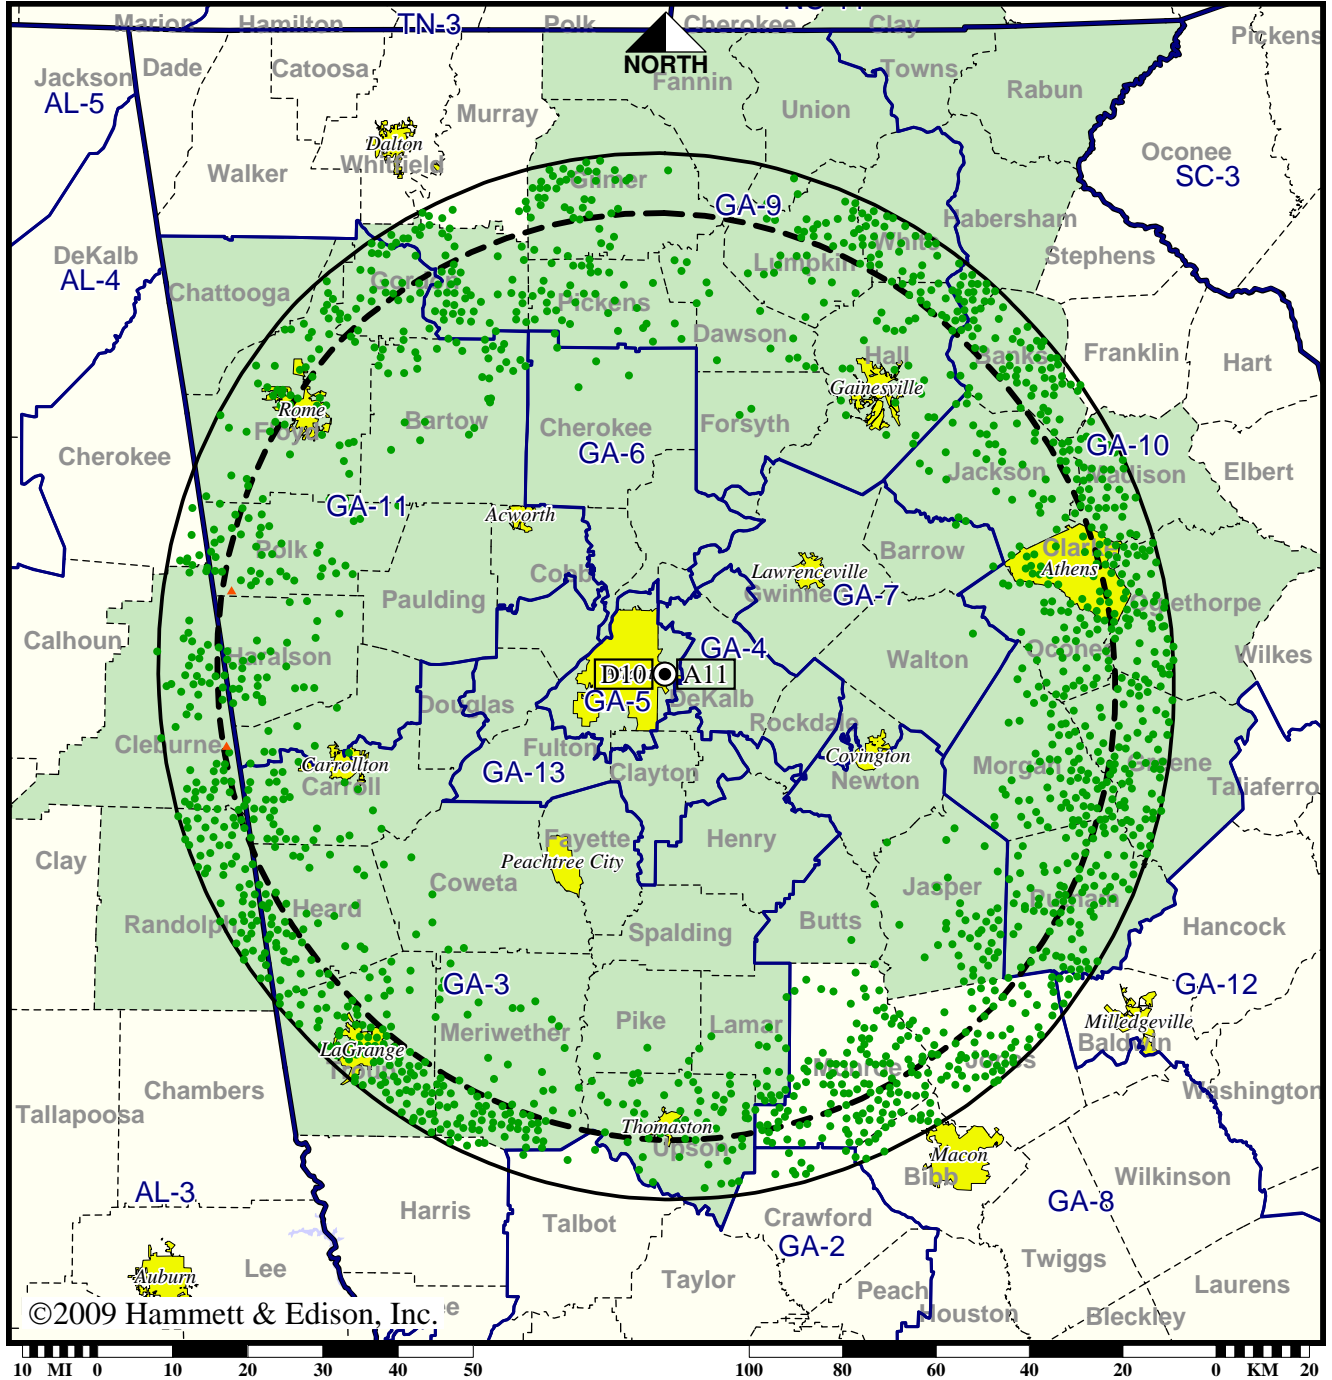 Marion
Hamilton
TN-3
Polk
Cherokee
Clay
Pickens
Jackson
AL-5
Dade
Catoosa
NORTH
Fannin
Towns
Rabun
Murray
Union
Dalton
Whitfield
Walker
Gilmer
Oconee
SC-3
GA-9
Habersham
White
Stephens
DeKalb
AL-4
Lumpkin
Chattooga
Gordon
Pickens
Dawson
Hall
Banks
Franklin
Hart
Gainesville
Rome
Floyd
Bartow
Cherokee
GA-6
Forsyth
GA-10
Cherokee
Jackson
Madison
Elbert
GA-11
Acworth
Polk
Barrow
Clarke
Athens
Cobb
Lawrenceville
Gwinne
GA-7
Paulding
Oglethorpe
Calhoun
Haralson
GA-4
Walton
Oconee
Wilkes
D10
A11
GA-5
DeKalb
Douglas
Rockdale
Cleburne
Fulton
Carrollton
GA-13
Clayton
Covington
Newton
Morgan
Greene
Carroll
Taliaferro
Fayette
Henry
Clay
Peachtree City
Coweta
Jasper
Putnam
Heard
Randolph
Spalding
Butts
Hancock
GA-3
GA-12
Pike
Lamar
Meriwether
Milledgeville
Baldwin
LaGrange
Troup
Monroe
Jones
Chambers
Washington
Tallapoosa
Thomaston
Upson
Macon
Bibb
Wilkinson
AL-3
GA-8
Harris
Talbot
Crawford
GA-2
Twiggs
Auburn
Lee
Taylor
Peach
Laurens
©2009 Hammett & Edison, Inc.
ee
Houston
Bleckley
10 MI 0 10 20 30 40 50 100 80 60 40 20 0 KM 20